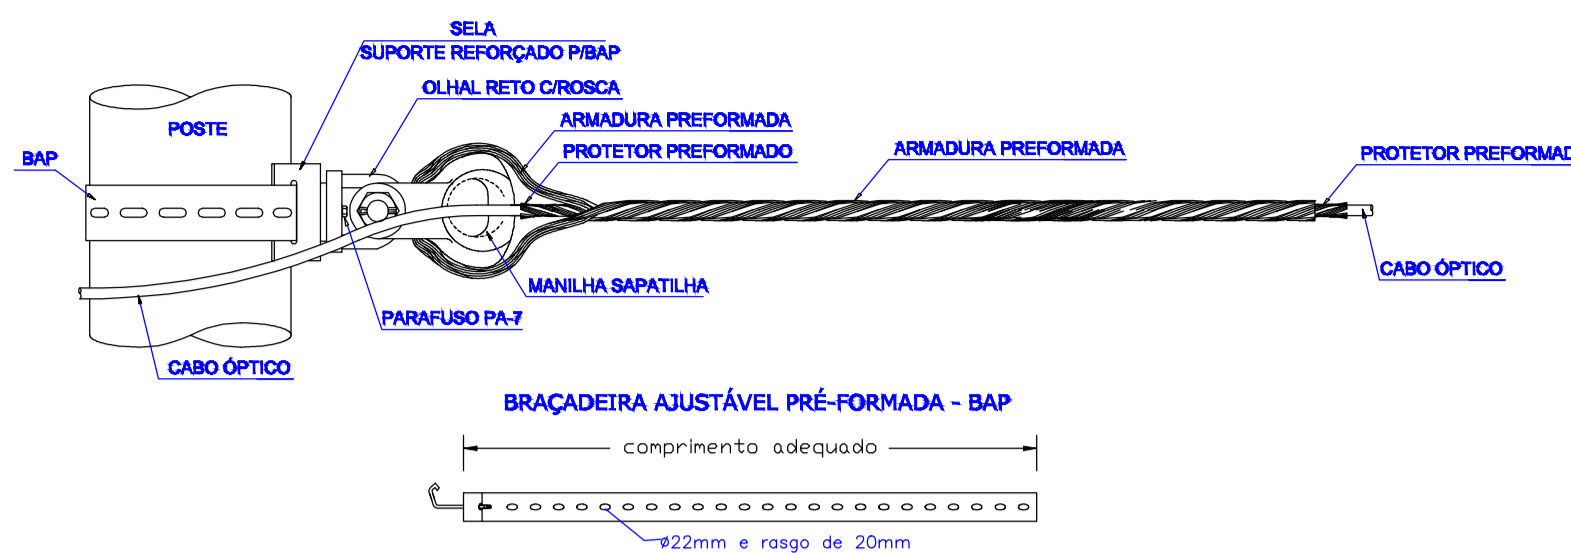 SELA
SUPORTE REFORÇADO P/BAP
OLHAL RETO C/ROSCA
ARMADURA PREFORMADA
POSTE
PROTETOR PREFORMADO
ARMADURA PREFORMADA
PROTETOR PREFORMAD
BAP
CABO ÓPTICO
MANILHA SAPATILHA
PARAFUSO PA-7
CABO ÓPTICO
BRAÇADEIRA AJUSTÁVEL PRÉ-FORMADA - BAP
comprimento adequado
ø22mm e rasgo de 20mm